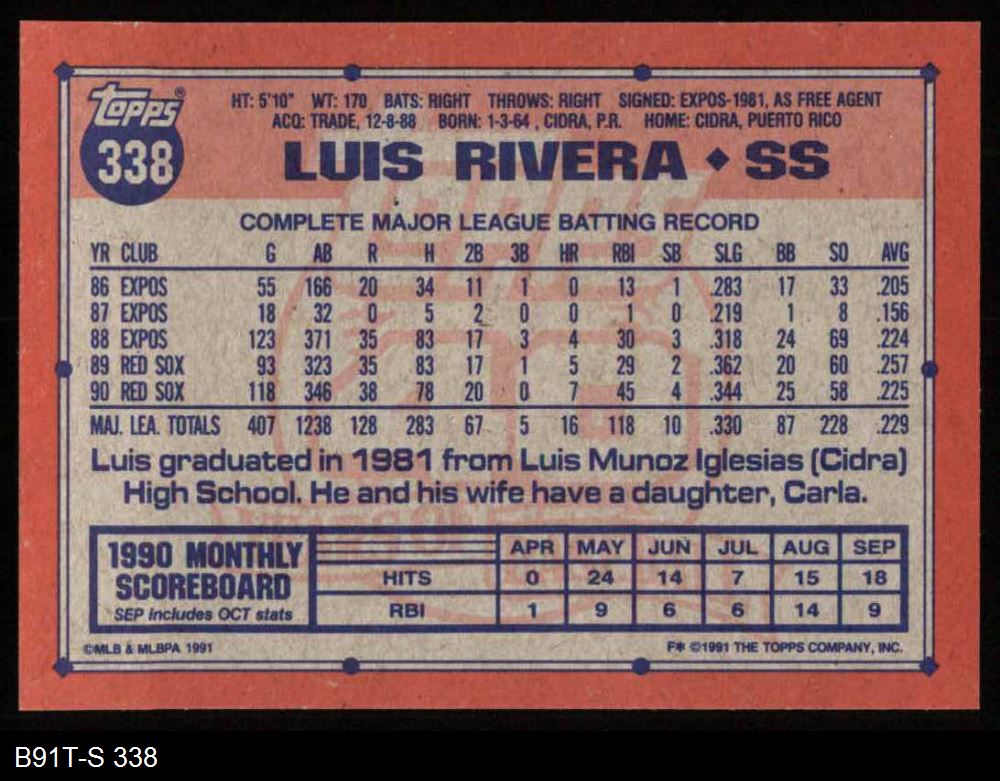 Topps®
338
HT: 5'10" WT: 170 BATS: RIGHT THROWS: RIGHT SIGNED: EXPOS-1981, AS FREE AGENT
ACQ: TRADE, 12-8-88 BORN: 1-3-64 , CIDRA, P.R. HOME: CIDRA, PUERTO RICO
LUIS RIVERA ◆ SS
COMPLETE MAJOR LEAGUE BATTING RECORD
YR CLUB G AB R H 2B 3B HR RBI SB SLG BB SO AVG
86 EXPOS 55 166 20 34 11 1 0 13 1 .283 17 33 .205
87 EXPOS 18 32 0 5 2 0 0 1 0 .219 1 8 .156
88 EXPOS 123 371 35 83 17 3 4 30 3 .318 24 69 .224
89 RED SOX 93 323 35 83 17 1 5 29 2 .362 20 60 .257
90 RED SOX 118 346 38 78 20 0 7 45 4 .344 25 58 .225
MAJ. LEA. TOTALS 407 1238 128 283 67 5 16 118 10 .330 87 228 .229
Luis graduated in 1981 from Luis Munoz Iglesias (Cidra)
High School. He and his wife have a daughter, Carla.
1990 MONTHLY
SCOREBOARD
SEP includes OCT stats
APR MAY JUN JUL AUG SEP
HITS 0 24 14 7 15 18
RBI 1 9 6 6 14 9
©MLB & MLBPA 1991
F* ©1991 THE TOPPS COMPANY, INC.
B91T-S 338